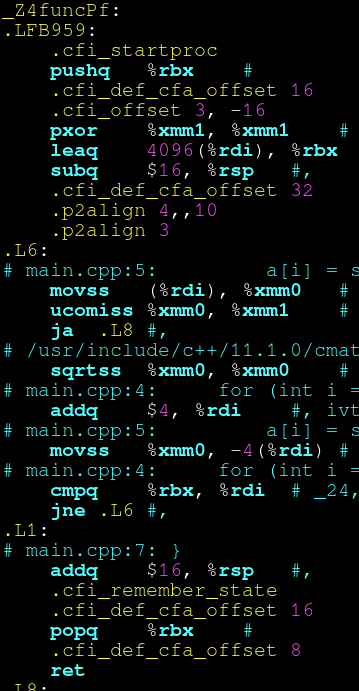 _Z4funcPf:
.LFB959:
.cfi_startproc
pushq %rbx #
.cfi_def_cfa_offset 16
.cfi_offset 3, -16
pxor %xmm1, %xmm1 #
leaq 4096(%rdi), %rbx
subq $16, %rsp #,
.cfi_def_cfa_offset 32
.p2align 4,,10
.p2align 3
.L6:
# main.cpp:5: a[i] = s
movss (%rdi), %xmm0 #
ucomiss %xmm0, %xmm1 #
ja .L8 #,
# /usr/include/c++/11.1.0/cmat
sqrtss %xmm0, %xmm0 #
# main.cpp:4: for (int i =
addq $4, %rdi #, ivt
# main.cpp:5: a[i] = s
movss %xmm0, -4(%rdi) #
# main.cpp:4: for (int i =
cmpq %rbx, %rdi # _24,
jne .L6 #,
.L1:
# main.cpp:7: }
addq $16, %rsp #,
.cfi_remember_state
.cfi_def_cfa_offset 16
popq %rbx #
.cfi_def_cfa_offset 8
ret
.L8: